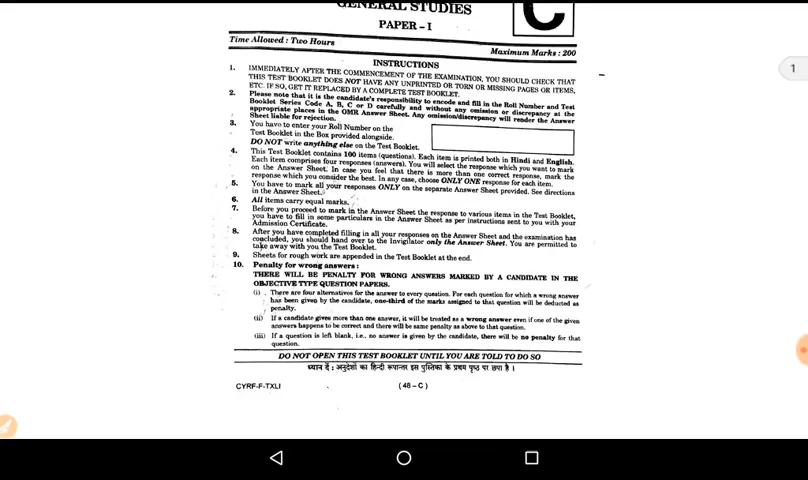 GENERAL STUDIES
C
PAPER – I
Time Allowed : Two Hours
Maximum Marks : 200
1
INSTRUCTIONS
1. IMMEDIATELY AFTER THE COMMENCEMENT OF THE EXAMINATION, YOU SHOULD CHECK THAT
THIS TEST BOOKLET DOES NOT HAVE ANY UNPRINTED OR TORN OR MISSING PAGES OR ITEMS,
ETC. IF SO, GET IT REPLACED BY A COMPLETE TEST BOOKLET.
2. Please note that it is the candidate's responsibility to encode and fill in the Roll Number and Test
Booklet Series Code A, B, C or D carefully and without any omission or discrepancy at the
appropriate places in the OMR Answer Sheet. Any omission/discrepancy will render the Answer
Sheet liable for rejection.
3. You have to enter your Roll Number on the
Test Booklet in the Box provided alongside.
DO NOT write anything else on the Test Booklet.
4. This Test Booklet contains 100 items (questions). Each item is printed both in Hindi and English.
Each item comprises four responses (answers). You will select the response which you want to mark
on the Answer Sheet. In case you feel that there is more than one correct response, mark the
response which you consider the best. In any case, choose ONLY ONE response for each item.
5. You have to mark all your responses ONLY on the separate Answer Sheet provided. See directions
in the Answer Sheet.
6. All items carry equal marks.
7. Before you proceed to mark in the Answer Sheet the response to various items in the Test Booklet,
you have to fill in some particulars in the Answer Sheet as per instructions sent to you with your
Admission Certificate.
8. After you have completed filling in all your responses on the Answer Sheet and the examination has
concluded, you should hand over to the Invigilator only the Answer Sheet. You are permitted to
take away with you the Test Booklet.
9. Sheets for rough work are appended in the Test Booklet at the end.
10. Penalty for wrong answers :
THERE WILL BE PENALTY FOR WRONG ANSWERS MARKED BY A CANDIDATE IN THE
OBJECTIVE TYPE QUESTION PAPERS.
(i) There are four alternatives for the answer to every question. For each question for which a wrong answer
has been given by the candidate, one-third of the marks assigned to that question will be deducted as
penalty.
(ii) If a candidate gives more than one answer, it will be treated as a wrong answer even if one of the given
answers happens to be correct and there will be same penalty as above to that question.
(iii) If a question is left blank, i.e., no answer is given by the candidate, there will be no penalty for that
question.
DO NOT OPEN THIS TEST BOOKLET UNTIL YOU ARE TOLD TO DO SO
ध्यान दें : अनुदेशों का हिन्दी रूपान्तर इस पुस्तिका के प्रथम पृष्ठ पर छपा है।
CYRF-F-TXLI
( 48 – C )